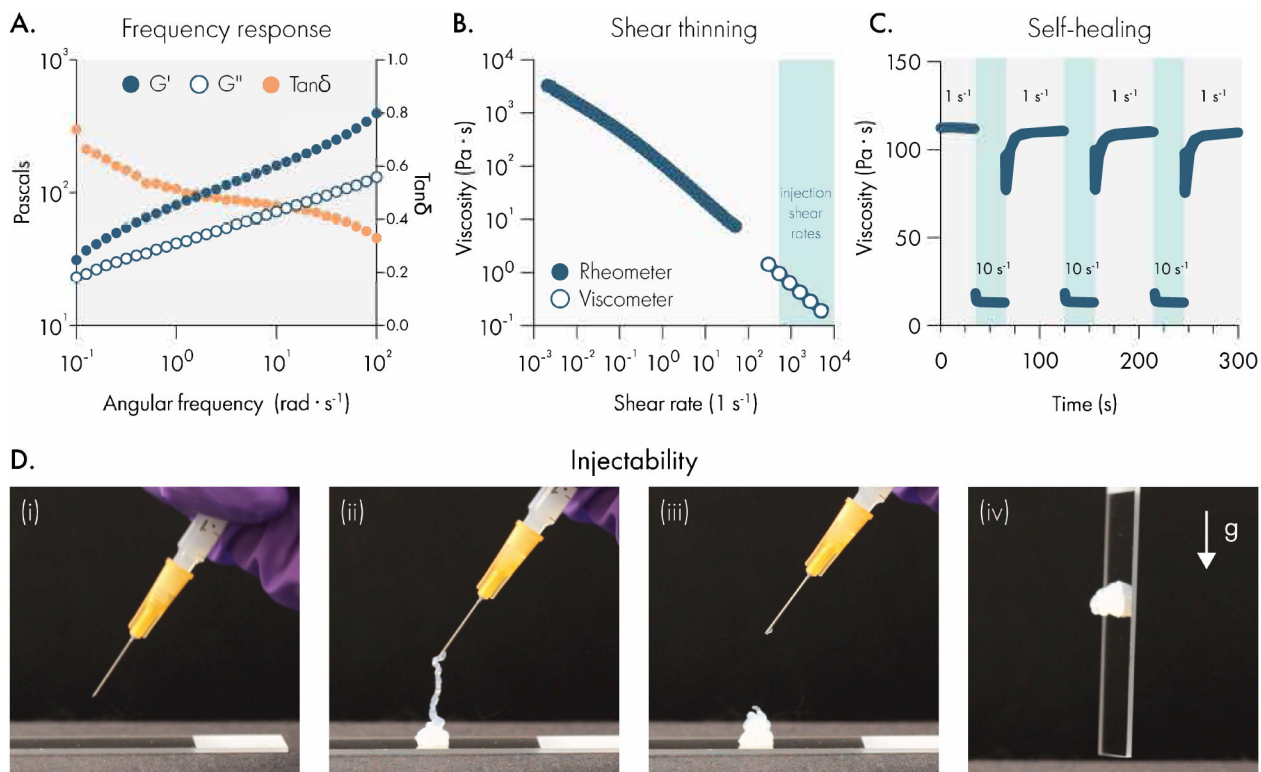 A.
Frequency response
10³
10²
10¹
Pascals
G' G'' Tanδ
1.0
0.8
0.6
0.4
0.2
0.0
Tanδ
10⁻¹ 10⁰ 10¹ 10²
Angular frequency (rad · s⁻¹)
B.
Shear thinning
10⁴
10³
10²
10¹
10⁰
10⁻¹
Viscosity (Pa · s)
injection
shear
rates
Rheometer
Viscometer
10⁻³ 10⁻² 10⁻¹ 10⁰ 10¹ 10² 10³ 10⁴
Shear rate (1 s⁻¹)
C.
Self-healing
150
100
50
0
Viscosity (Pa · s)
1 s⁻¹ 1 s⁻¹ 1 s⁻¹ 1 s⁻¹
10 s⁻¹ 10 s⁻¹ 10 s⁻¹
0 100 200 300
Time (s)
D.
Injectability
(i)
(ii)
(iii)
(iv)
g